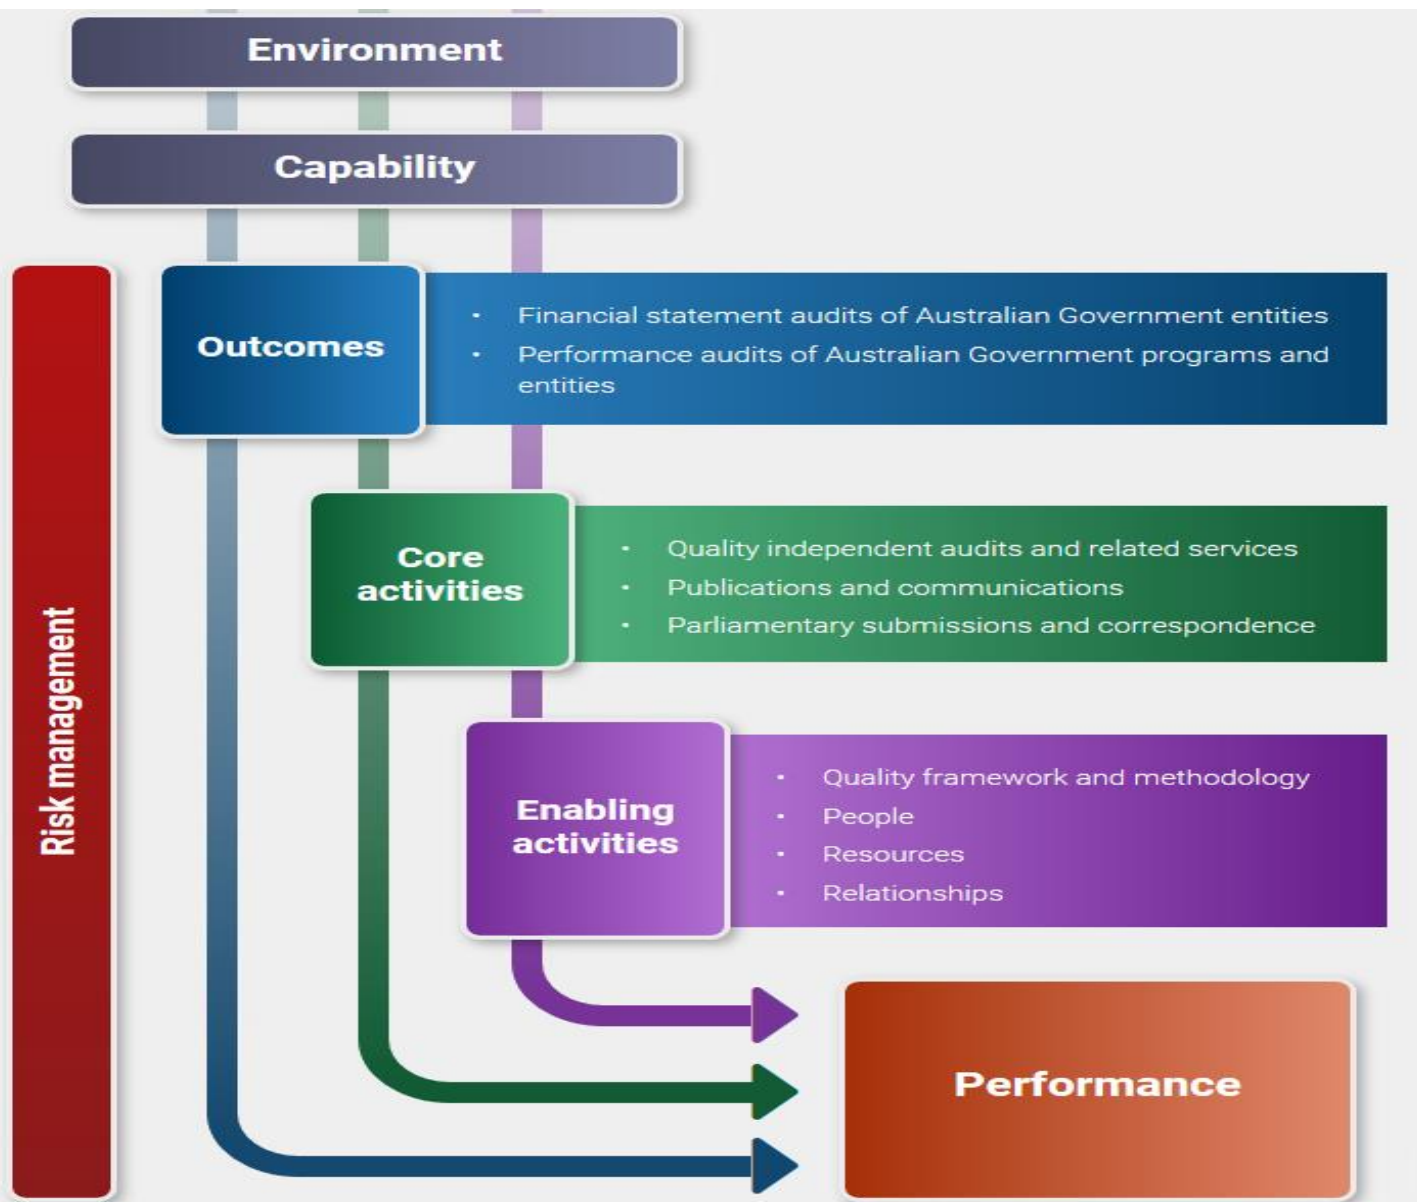 Environment
Capability
Risk management
Outcomes
• Financial statement audits of Australian Government entities
• Performance audits of Australian Government programs and
entities
Core
activities
• Quality independent audits and related services
• Publications and communications
• Parliamentary submissions and correspondence
Enabling
activities
• Quality framework and methodology
• People
• Resources
• Relationships
Performance